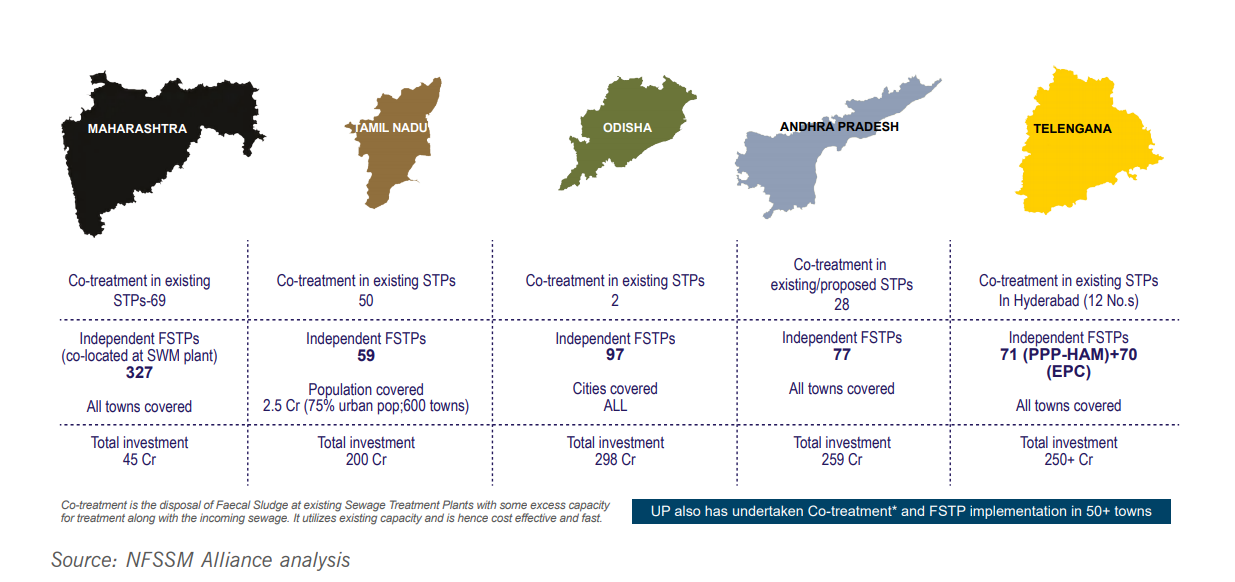 MAHARASHTRA
TAMIL NADU
ODISHA
ANDHRA PRADESH
TELENGANA
Co-treatment in existing
STPs-69
Co-treatment in existing STPs
50
Co-treatment in existing STPs
2
Co-treatment in
existing/proposed STPs
28
Co-treatment in existing STPs
In Hyderabad (12 No.s)
Independent FSTPs
(co-located at SWM plant)
327
All towns covered
Independent FSTPs
59
Population covered
2.5 Cr (75% urban pop;600 towns)
Independent FSTPs
97
Cities covered
ALL
Independent FSTPs
77
All towns covered
Independent FSTPs
71 (PPP-HAM)+70
(EPC)
All towns covered
Total investment
45 Cr
Total investment
200 Cr
Total investment
298 Cr
Total investment
259 Cr
Total investment
250+ Cr
Co-treatment is the disposal of Faecal Sludge at existing Sewage Treatment Plants with some excess capacity
for treatment along with the incoming sewage. It utilizes existing capacity and is hence cost effective and fast.
UP also has undertaken Co-treatment* and FSTP implementation in 50+ towns
Source: NFSSM Alliance analysis